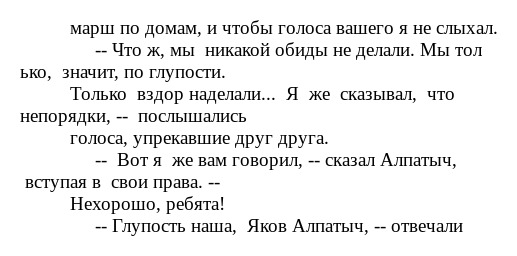 марш по домам, и чтобы голоса вашего я не слыхал.
-- Что ж, мы  никакой обиды не делали. Мы тол
ько,  значит, по глупости.
Только  вздор наделали...  Я  же  сказывал,  что
непорядки, --  послышались
голоса, упрекавшие друг друга.
--  Вот я  же вам говорил, -- сказал Алпатыч,
вступая в  свои права. --
Нехорошо, ребята!
-- Глупость наша,  Яков Алпатыч, -- отвечали